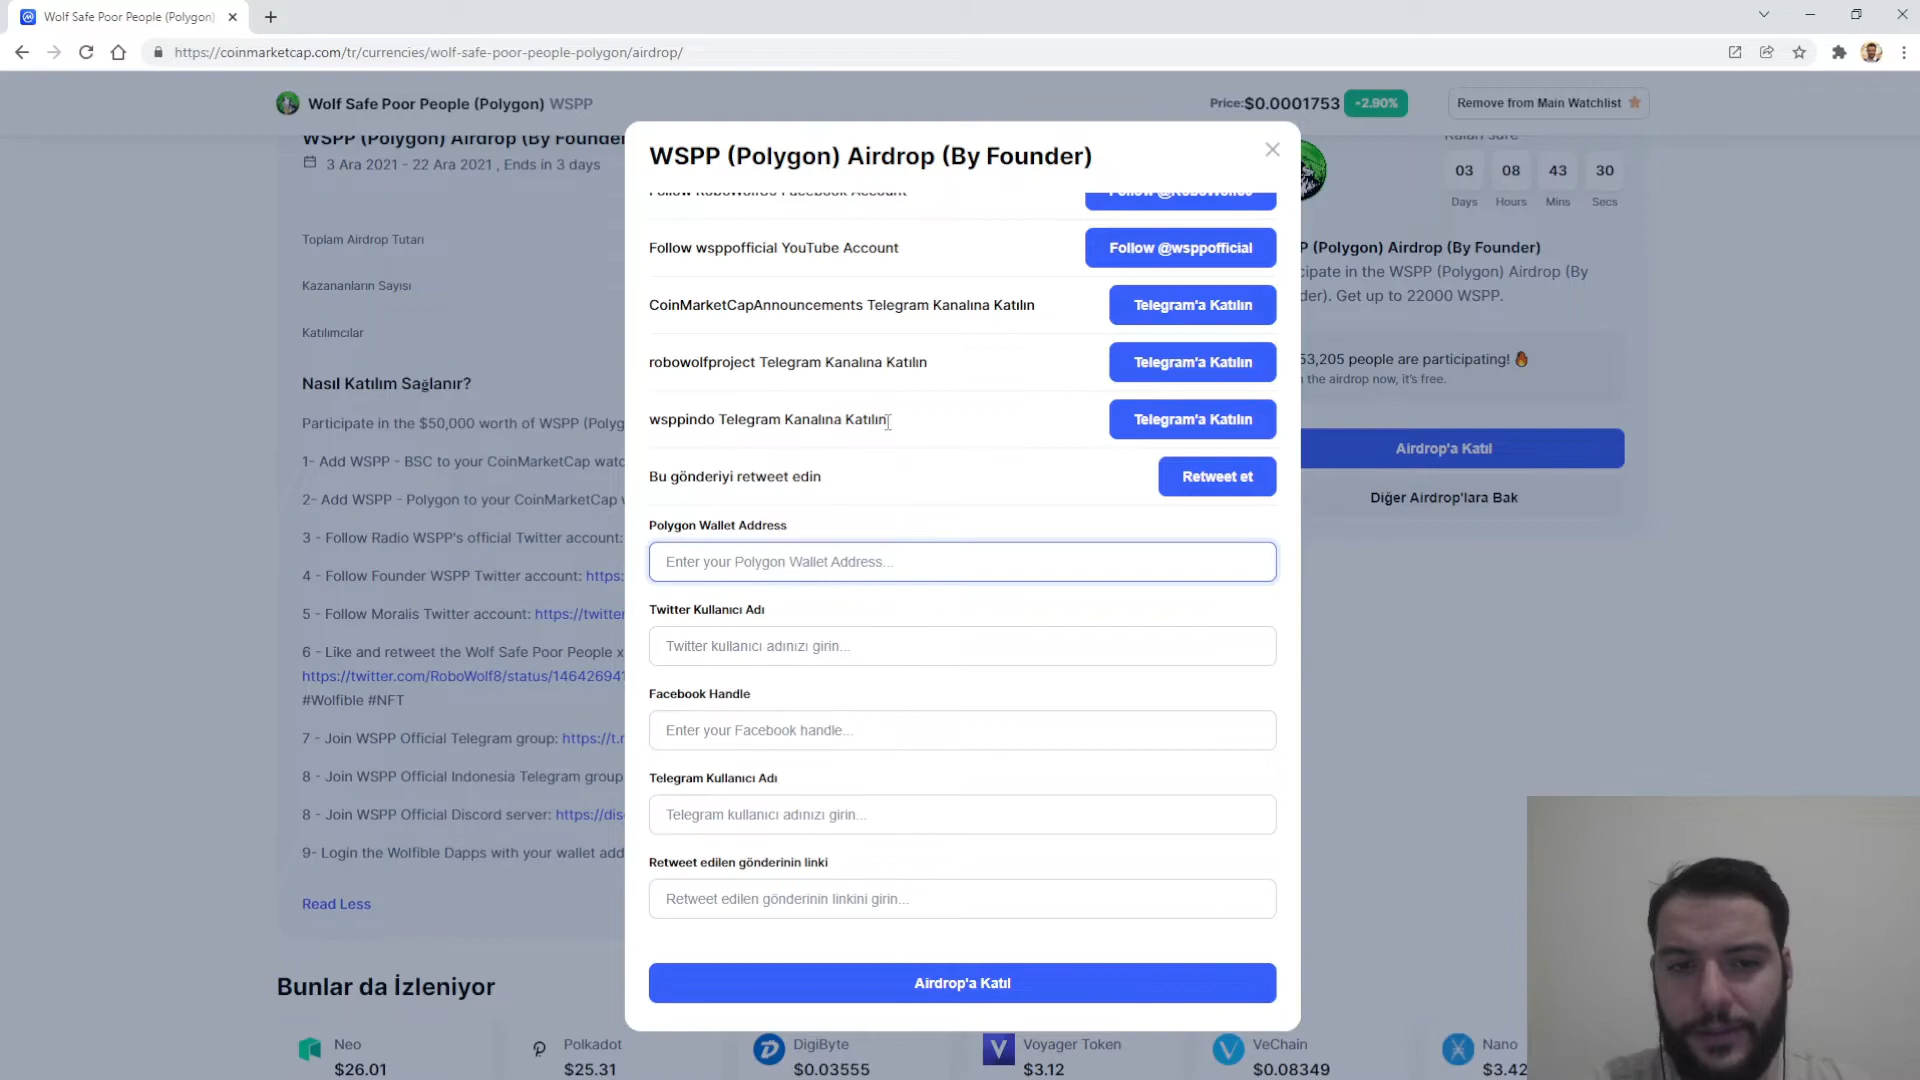 Wolf Safe Poor People (Polygon)
https://coinmarketcap.com/tr/currencies/wolf-safe-poor-people-polygon/airdrop/
Wolf Safe Poor People (Polygon) WSPP
Price:$0.0001753
2.90%
Remove from Main Watchlist
WSPP (Polygon) Airdrop (By Founder
3 Ara 2021 - 22 Ara 2021 , Ends in 3 days
Toplam Airdrop Tutarı
Kazananların Sayısı
Katılımcılar
Nasıl Katılım Sağlanır?
Participate in the $50,000 worth of WSPP (Polyg
1- Add WSPP - BSC to your CoinMarketCap wat
2- Add WSPP - Polygon to your CoinMarketCap
3 - Follow Radio WSPP's official Twitter account:
4 - Follow Founder WSPP Twitter account: https:
5 - Follow Moralis Twitter account: https://twitter
6 - Like and retweet the Wolf Safe Poor People x
https://twitter.com/RoboWolf8/status/146426941
#Wolfible #NFT
7 - Join WSPP Official Telegram group: https://t.r
8 - Join WSPP Official Indonesia Telegram group
8 - Join WSPP Official Discord server: https://dis
9- Login the Wolfible Dapps with your wallet add
Read Less
WSPP (Polygon) Airdrop (By Founder)
Follow wsppofficial YouTube Account
Follow @wsppofficial
CoinMarketCapAnnouncements Telegram Kanalına Katılın
Telegram'a Katılın
robowolfproject Telegram Kanalına Katılın
Telegram'a Katılın
wsppindo Telegram Kanalına Katılın
Telegram'a Katılın
Bu gönderiyi retweet edin
Retweet et
Polygon Wallet Address
Enter your Polygon Wallet Address...
Twitter Kullanıcı Adı
Twitter kullanıcı adınızı girin...
Facebook Handle
Enter your Facebook handle...
Telegram Kullanıcı Adı
Telegram kullanıcı adınızı girin...
Retweet edilen gönderinin linki
Retweet edilen gönderinin linkini girin...
Airdrop'a Katıl
03 08 43 30
Days Hours Mins Secs
P (Polygon) Airdrop (By Founder)
cipate in the WSPP (Polygon) Airdrop (By
der). Get up to 22000 WSPP.
53,205 people are participating!
the airdrop now, it's free.
Airdrop'a Katıl
Diğer Airdrop'lara Bak
Bunlar da İzleniyor
Neo
$26.01
Polkadot
$25.31
DigiByte
$0.03555
Voyager Token
$3.12
VeChain
$0.08349
Nano
$3.42